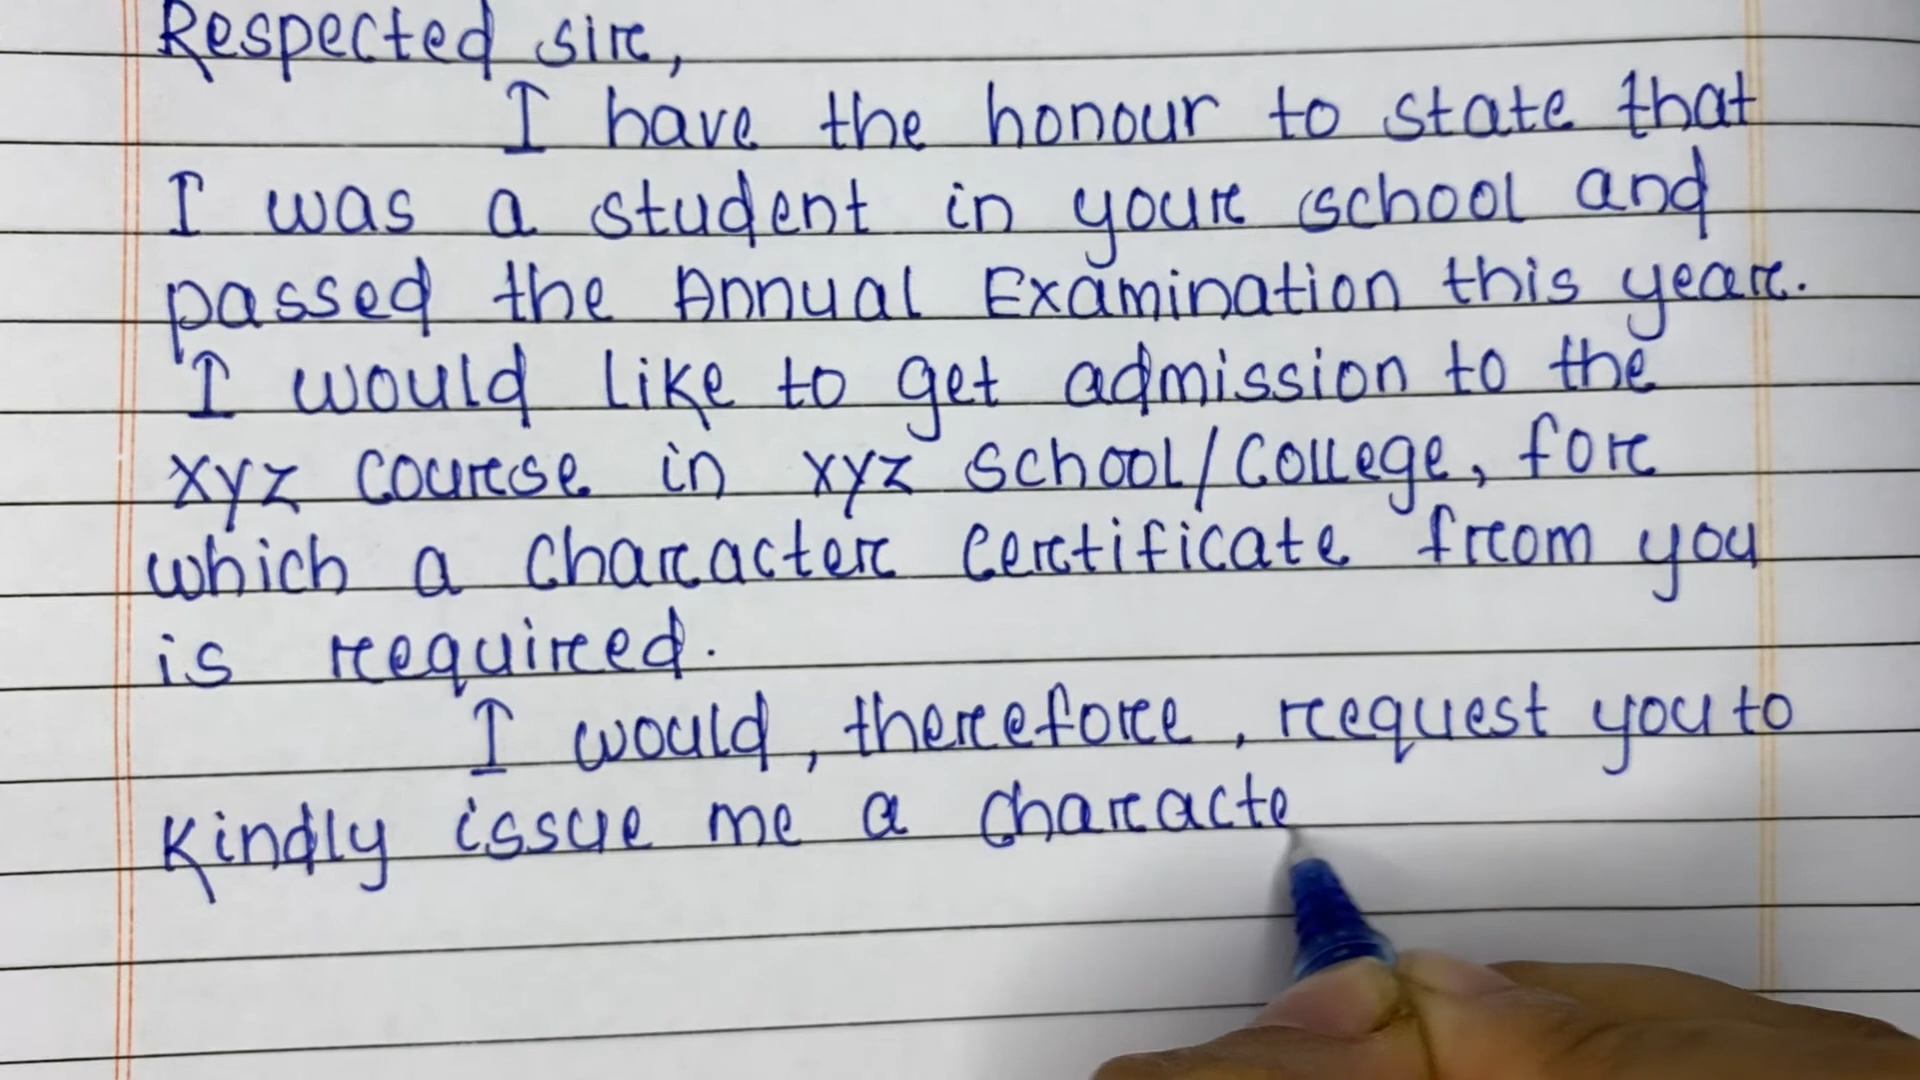 Respected sir,
I have the honour to state that
I was a student in your school and
passed the Annual Examination this year.
I would like to get admission to the
xyz course in xyz school/college, for
which a character certificate from you
is required.
I would, therefore, request you to
Kindly issue me a characte